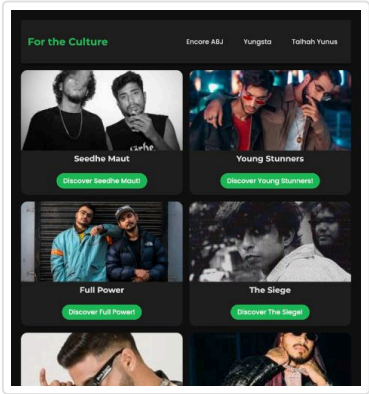 For the Culture
Encore ABJ Yungsta Talhah Yunus
Seedhe Maut
Young Stunners
Discover Seedhe Maut!
Discover Young Stunners!
Full Power
The Siege
Discover Full Power!
Discover The Siege!